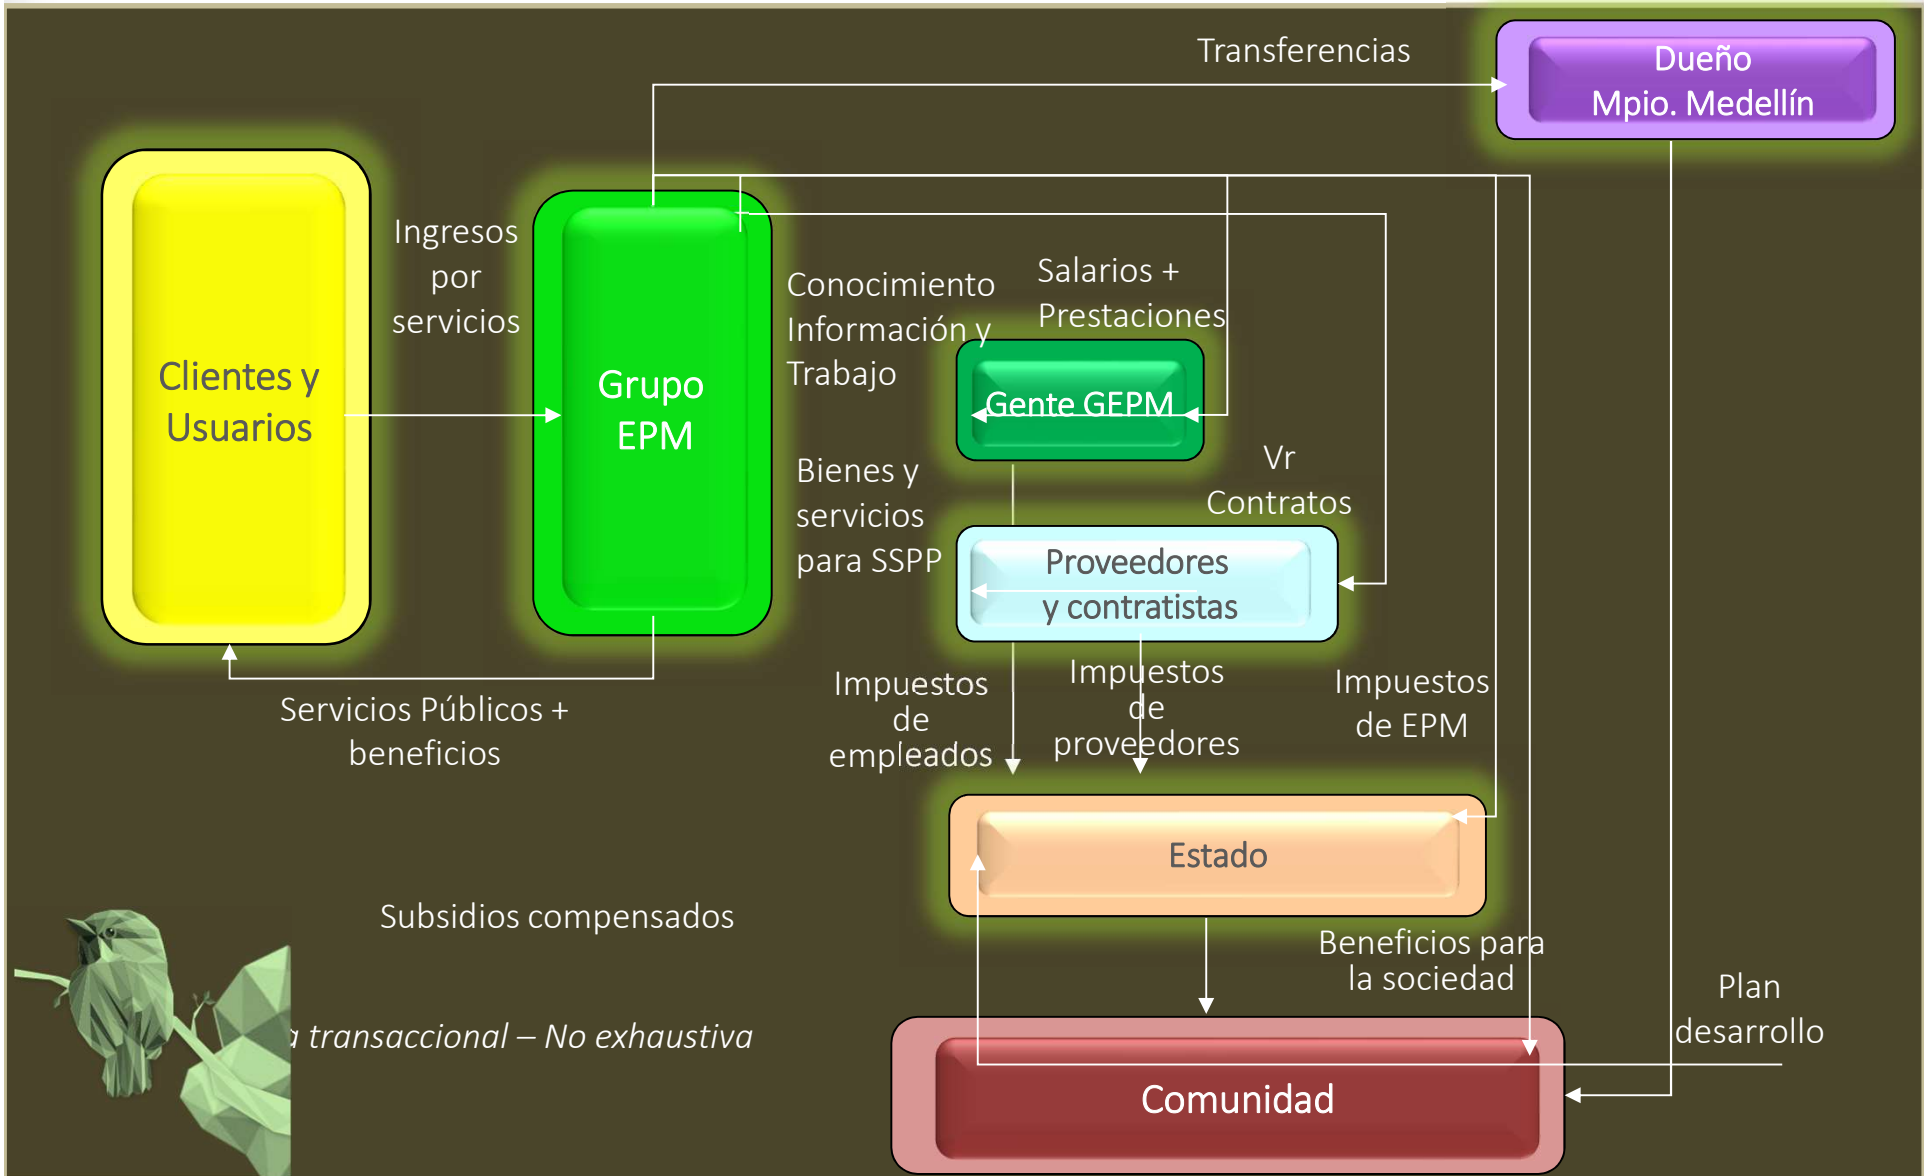 Transferencias
Dueño
Mpio. Medellín
Ingresos
por
servicios
Clientes y
Usuarios
Grupo
EPM
Conocimiento
Información y
Trabajo
Salarios +
Prestaciones
Gente GEPM
Bienes y
servicios
para SSPP
Vr
Contratos
Proveedores
y contratistas
Servicios Públicos +
beneficios
Impuestos
de
empleados
Impuestos
de
proveedores
Impuestos
de EPM
Estado
Subsidios compensados
Beneficios para
la sociedad
Plan
desarrollo
transaccional – No exhaustiva
Comunidad